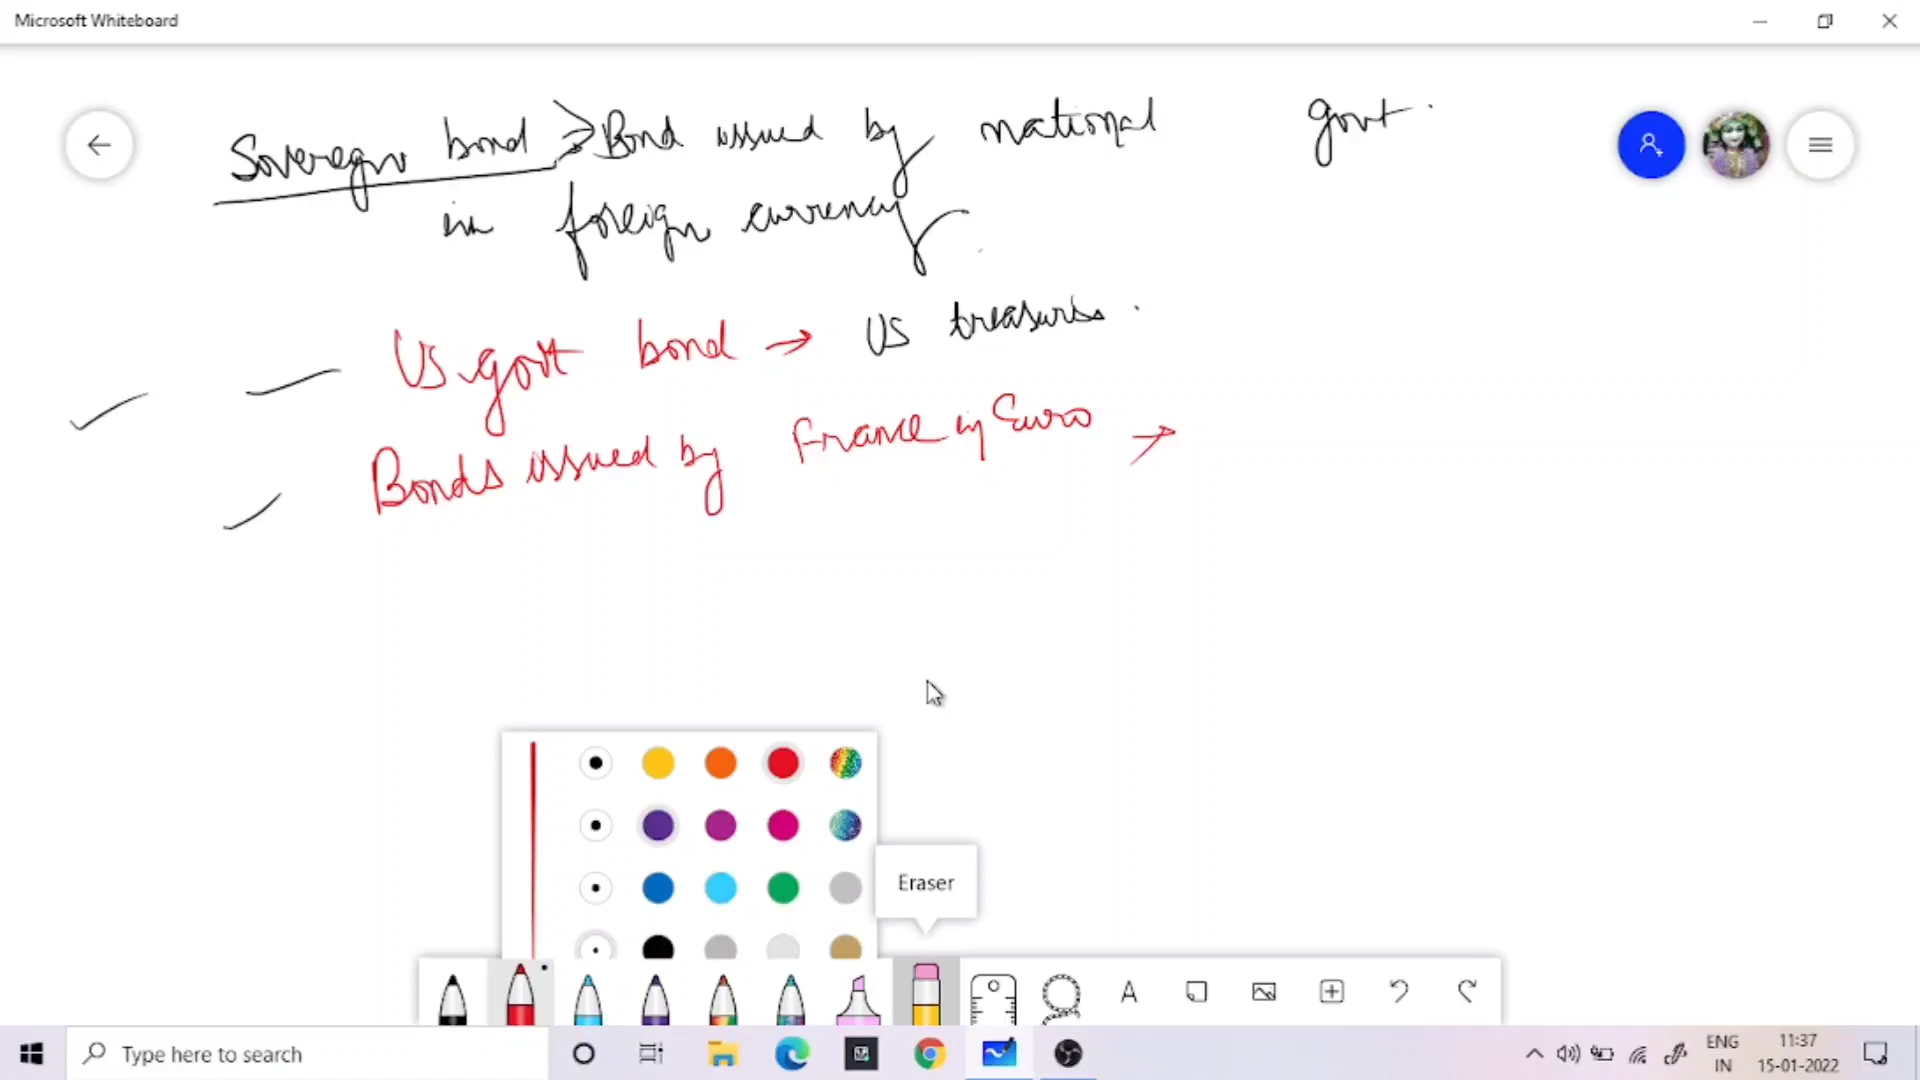 Microsoft Whiteboard
Sovereign bond → Bond issued by national govt.
in foreign currency
US govt bond → US treasuries.
Bonds issued by France in Euro →
Eraser
Type here to search
ENG
IN
11:37
15-01-2022